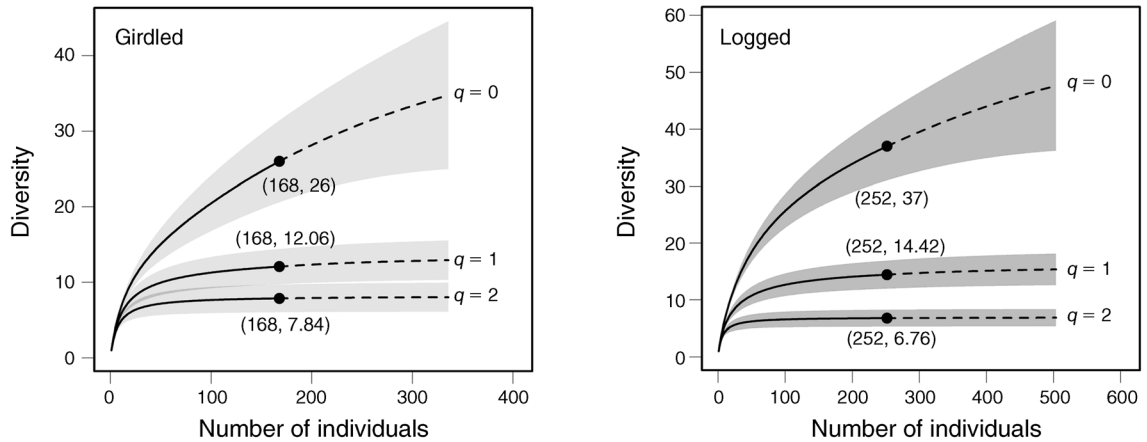 Girdled
Diversity
40
30
20
10
0
q = 0
(168, 26)
(168, 12.06)
q = 1
q = 2
(168, 7.84)
0 100 200 300 400
Number of individuals
Logged
Diversity
60
50
40
30
20
10
0
q = 0
(252, 37)
(252, 14.42)
q = 1
q = 2
(252, 6.76)
0 100 200 300 400 500 600
Number of individuals